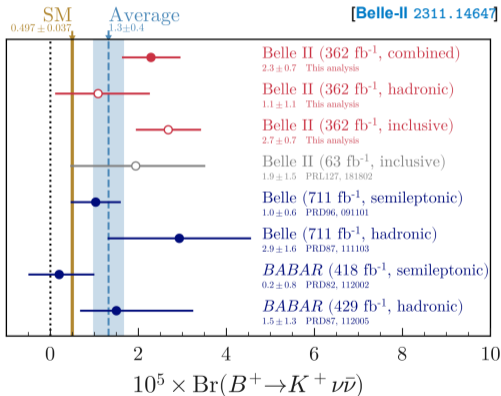 SM Average [Belle-II 2311.14647]
0.497±0.037 1.3±0.4
Belle II (362 fb-1, combined)
2.3±0.7 This analysis
Belle II (362 fb-1, hadronic)
1.1±1.1 This analysis
Belle II (362 fb-1, inclusive)
2.7±0.7 This analysis
Belle II (63 fb-1, inclusive)
1.9±1.5 PRL127, 181802
Belle (711 fb-1, semileptonic)
1.0±0.6 PRD96, 091101
Belle (711 fb-1, hadronic)
2.9±1.6 PRD87, 111103
BABAR (418 fb-1, semileptonic)
0.2±0.8 PRD82, 112002
BABAR (429 fb-1, hadronic)
1.5±1.3 PRD87, 112005
0 2 4 6 8 10
10⁵ × Br(B⁺→K⁺νν̄)